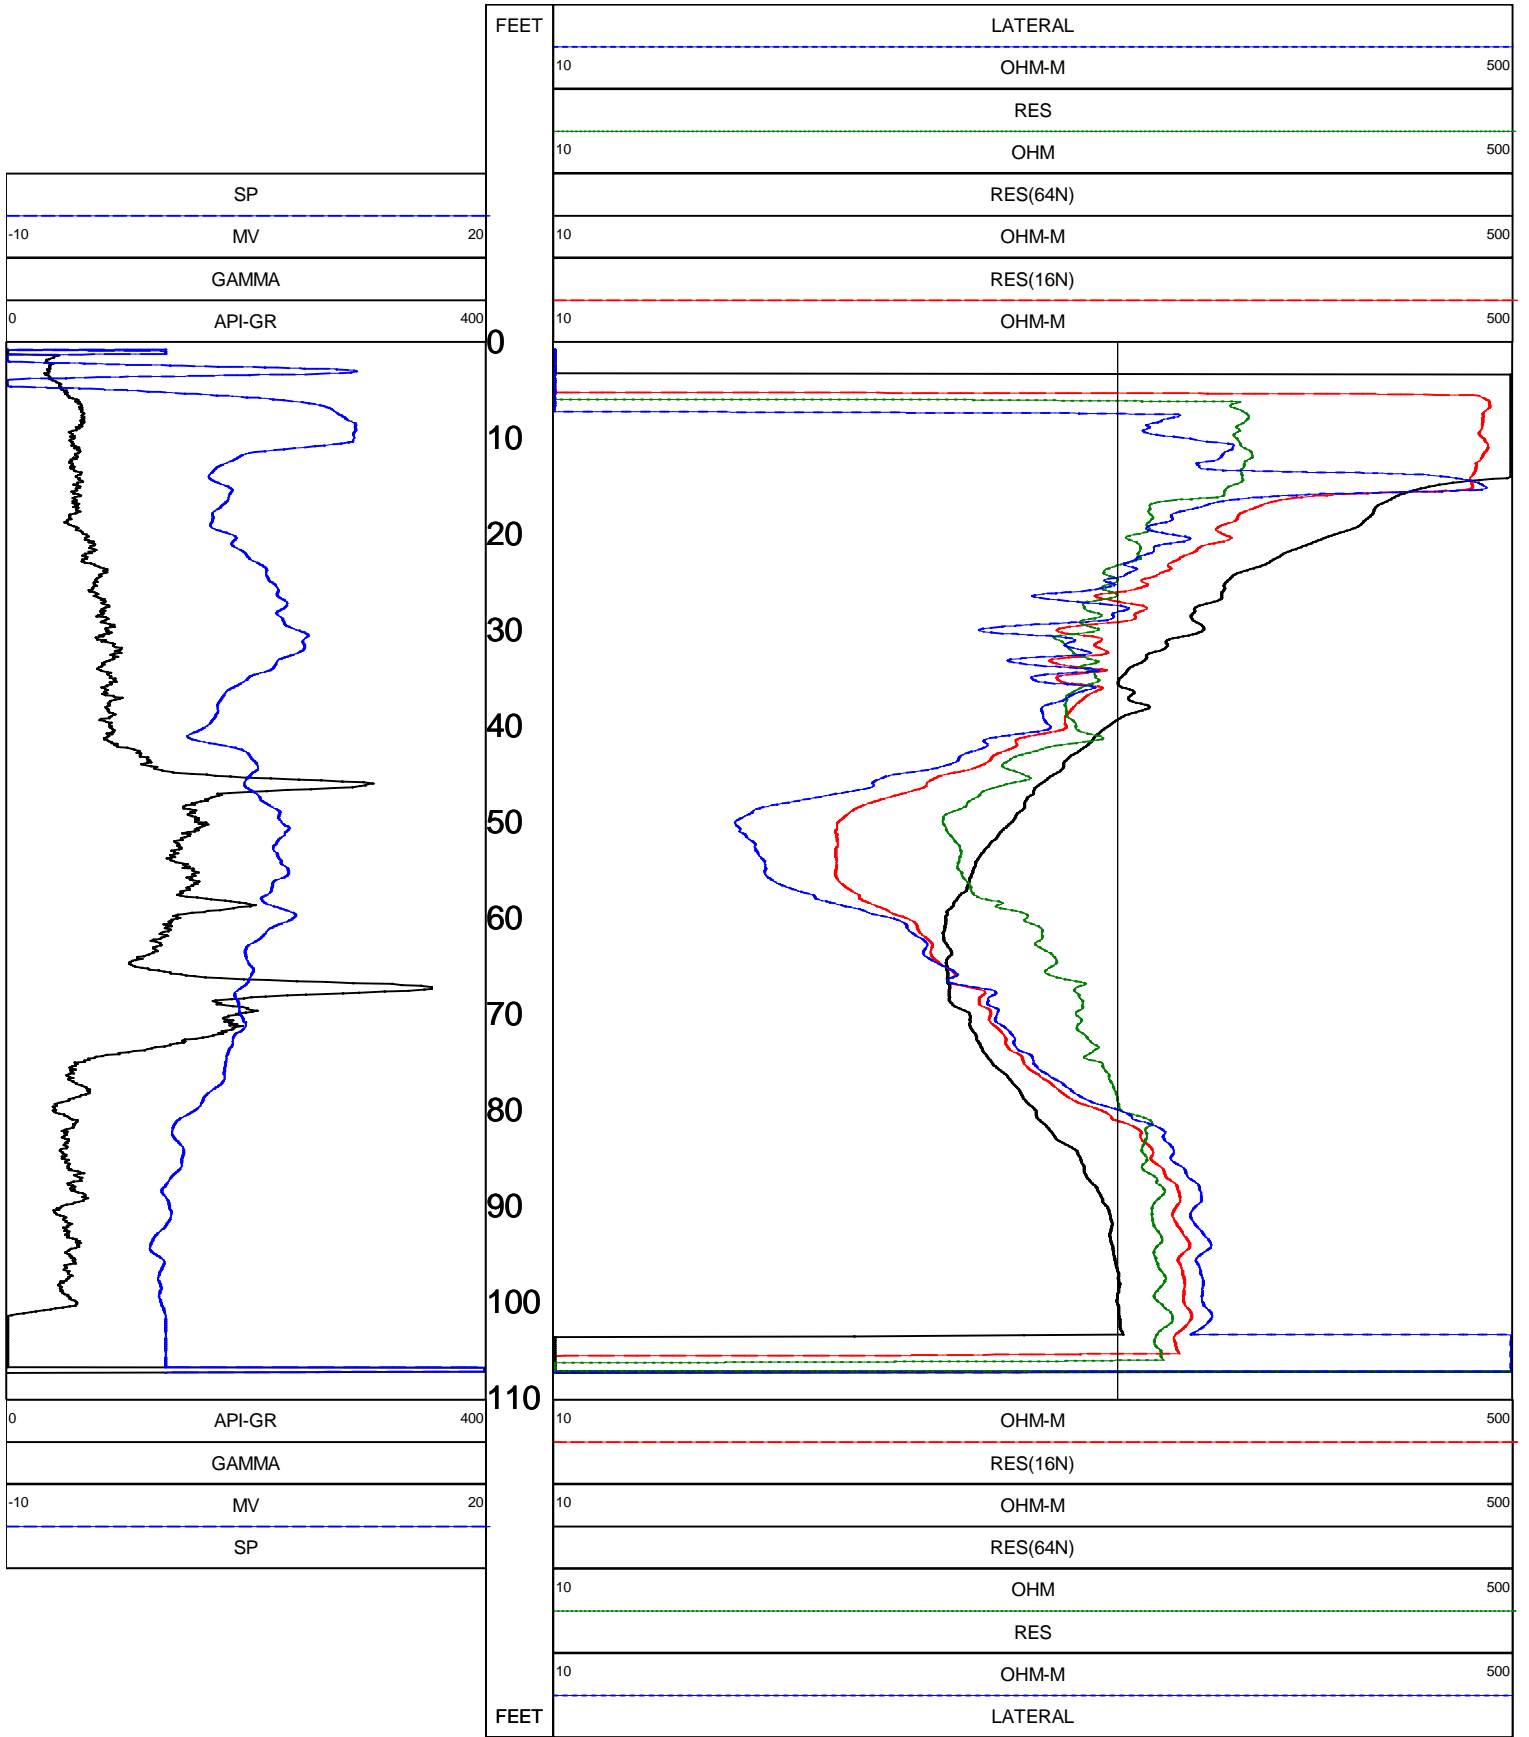 FEET LATERAL
10 OHM-M 500
RES
10 OHM 500
SP RES(64N)
-10 MV 20 10 OHM-M 500
GAMMA RES(16N)
0 API-GR 400 10 OHM-M 500
0
10
20
30
40
50
60
70
80
90
100
110
0 API-GR 400 10 OHM-M 500
GAMMA RES(16N)
-10 MV 20 10 OHM-M 500
SP RES(64N)
10 OHM 500
RES
10 OHM-M 500
FEET LATERAL